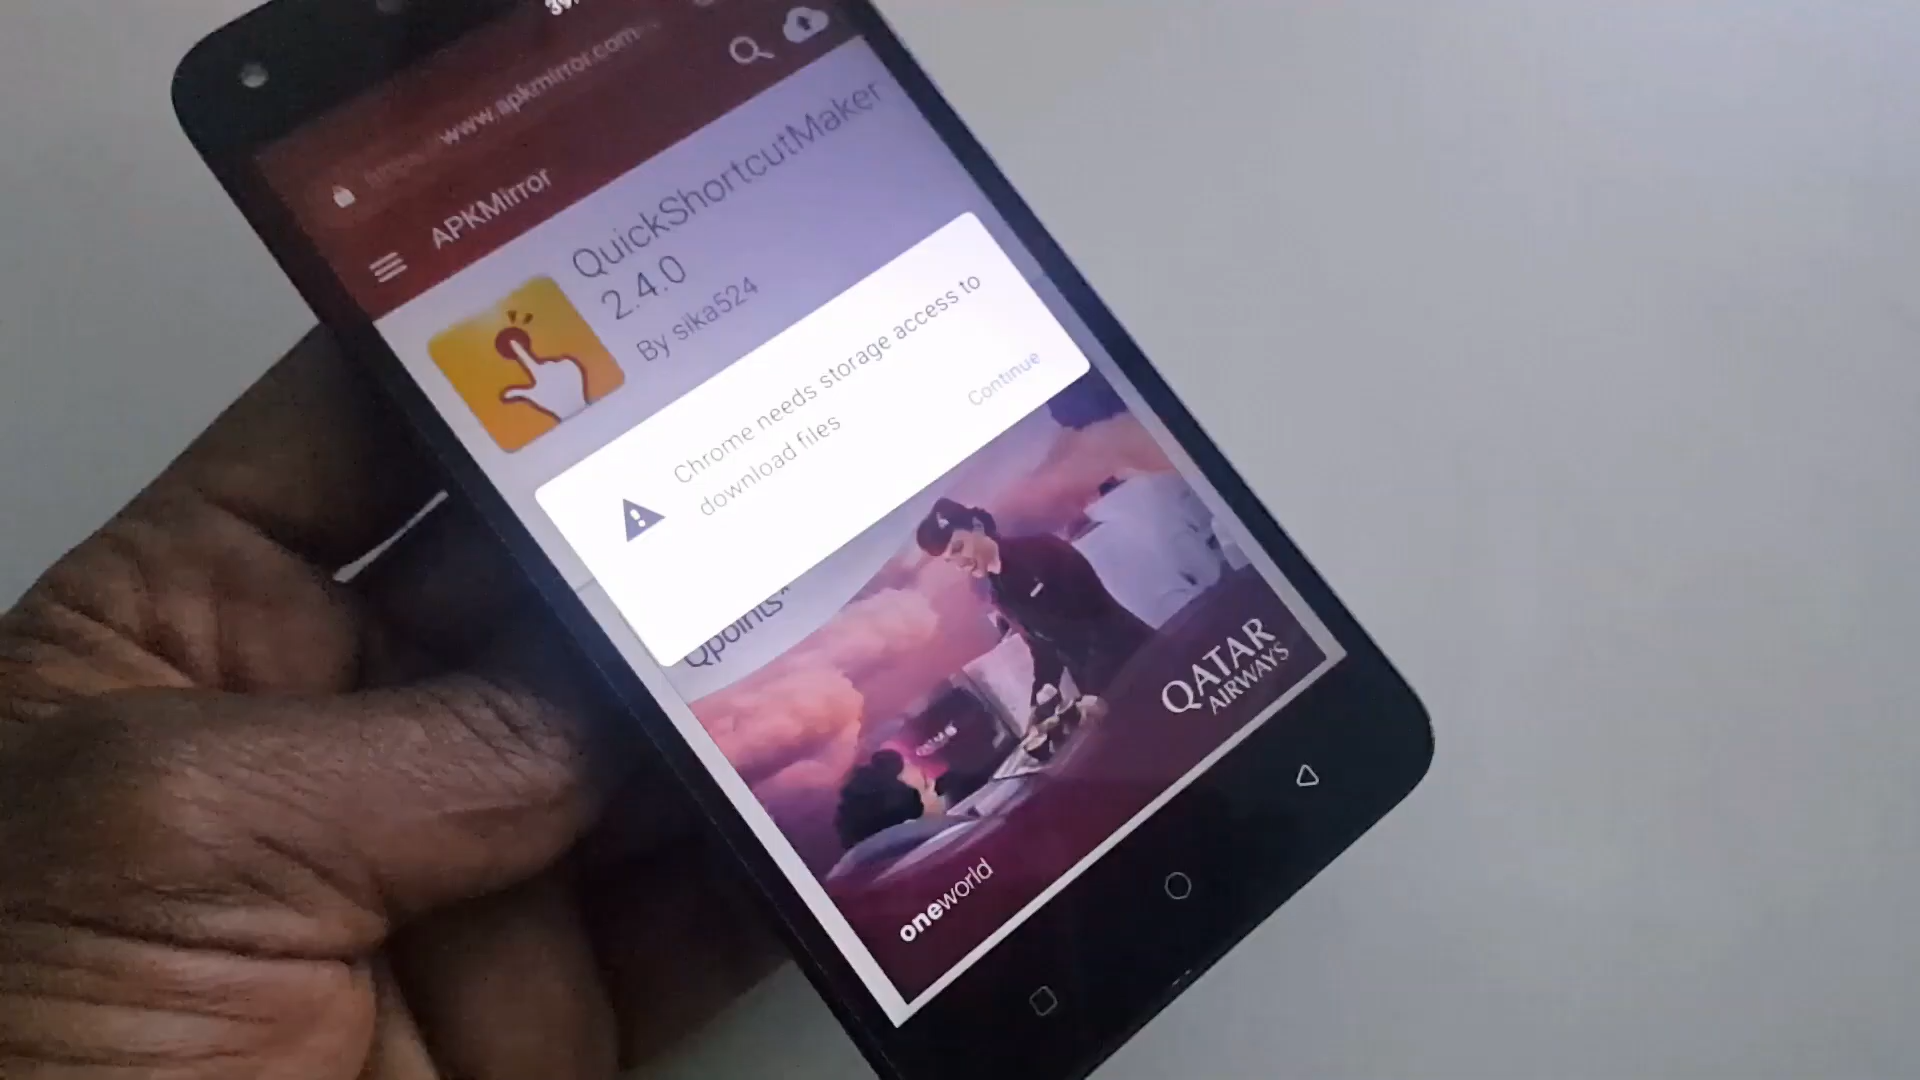 www.apkmirror.com
APKMirror
QuickShortcutMaker
2.4.0
By sika524
Chrome needs storage access to
download files
Continue
Qpoints*
QATAR
AIRWAYS
oneworld